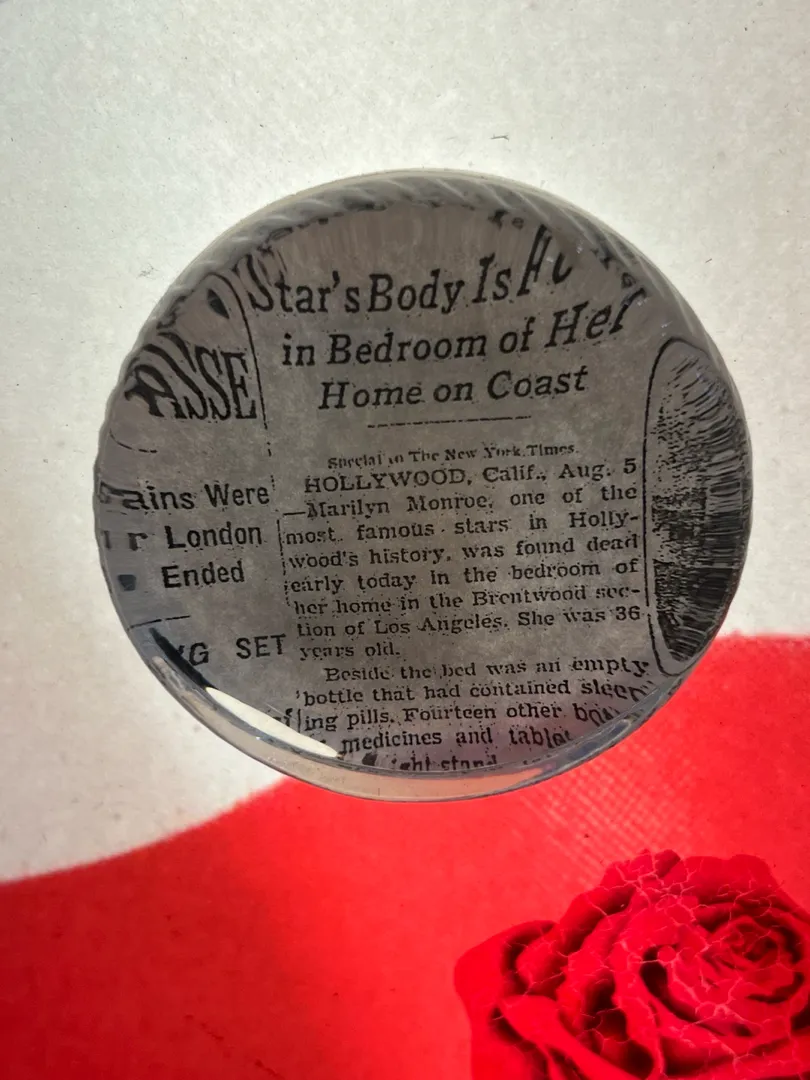 Star's Body Is
in Bedroom of Her
Home on Coast
Special to The New York Times.
HOLLYWOOD, Calif., Aug. 5
—Marilyn Monroe, one of the
most famous stars in Holly-
wood's history, was found dead
early today in the bedroom of
her home in the Brentwood sec-
tion of Los Angeles. She was 36
years old.
Beside the bed was an empty
bottle that had contained sleep-
ing pills. Fourteen other
medicines and
ains Were
London
Ended
SET